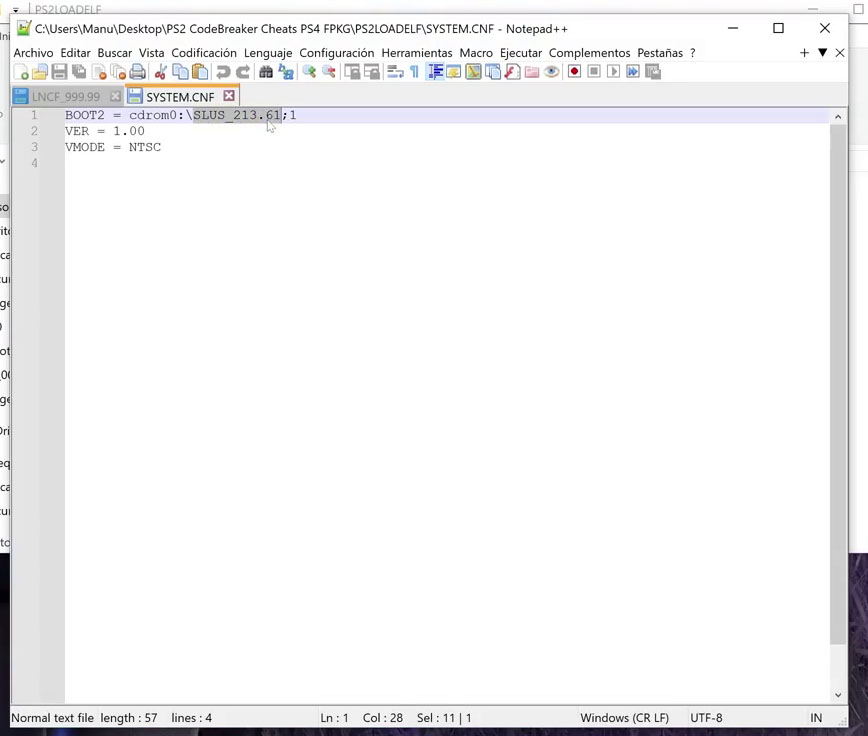 PS2LOADELF
C:\Users\Manu\Desktop\PS2 CodeBreaker Cheats PS4 FPKG\PS2LOADELF\SYSTEM.CNF - Notepad++
Archivo Editar Buscar Vista Codificación Lenguaje Configuración Herramientas Macro Ejecutar Complementos Pestañas ?
LNCF_999.99 SYSTEM.CNF
1 BOOT2 = cdrom0:\SLUS_213.61;1
2 VER = 1.00
3 VMODE = NTSC
4
Normal text file length : 57 lines : 4 Ln : 1 Col : 28 Sel : 11 | 1 Windows (CR LF) UTF-8 IN